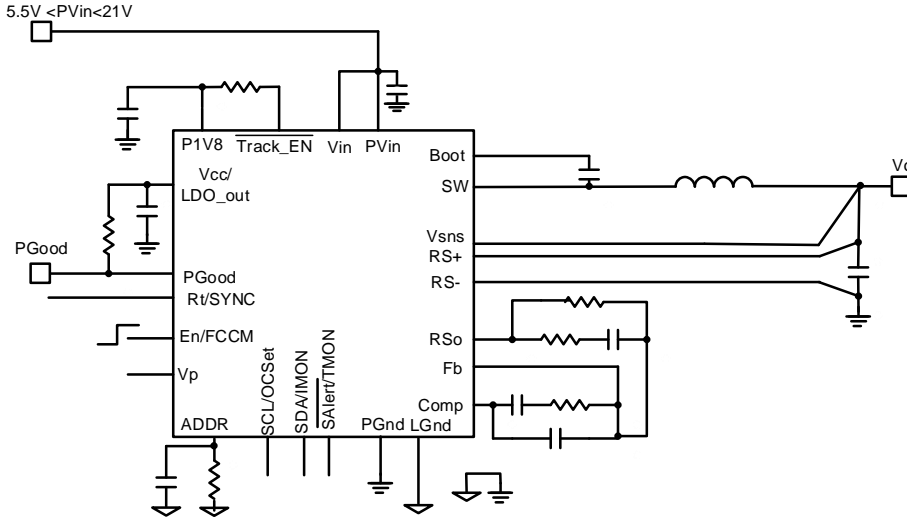 5.5V <PVin<21V
P1V8
Track_EN
Vin
PVin
Boot
Vcc/
LDO_out
SW
Vo
Vsns
RS+
PGood
PGood
RS-
Rt/SYNC
En/FCCM
RSo
Vp
Fb
Comp
ADDR
SCL/OCSet
SDA/IMON
SAlert/TMON
PGnd
LGnd